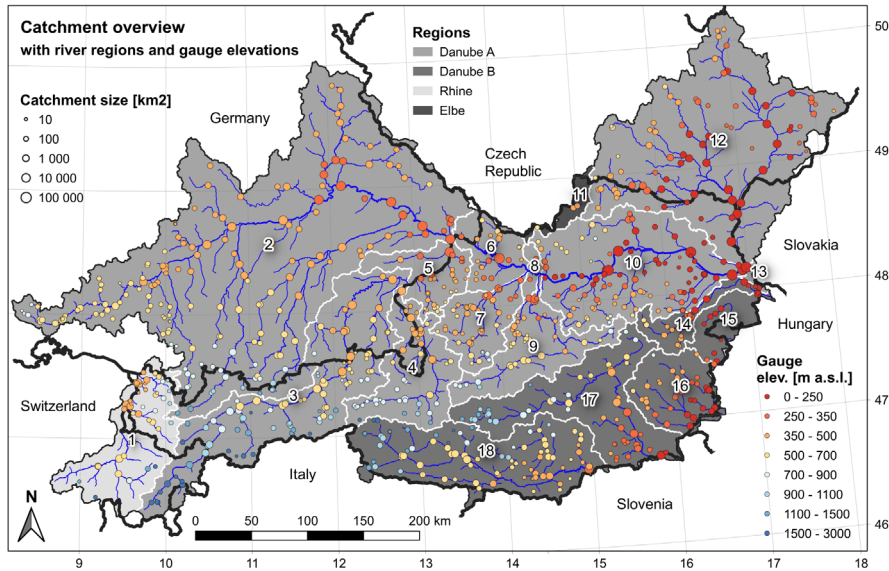 Catchment overview
with river regions and gauge elevations
Catchment size [km2]
10
100
1 000
10 000
100 000
Regions
Danube A
Danube B
Rhine
Elbe
Germany
Czech
Republic
Slovakia
Hungary
Slovenia
Italy
Switzerland
1
2
3
4
5
6
7
8
9
10
11
12
13
14
15
16
17
18
Gauge
elev. [m a.s.l.]
0 - 250
250 - 350
350 - 500
500 - 700
700 - 900
900 - 1100
1100 - 1500
1500 - 3000
N
0 50 100 150 200 km
50
49
48
47
46
9 10 11 12 13 14 15 16 17 18